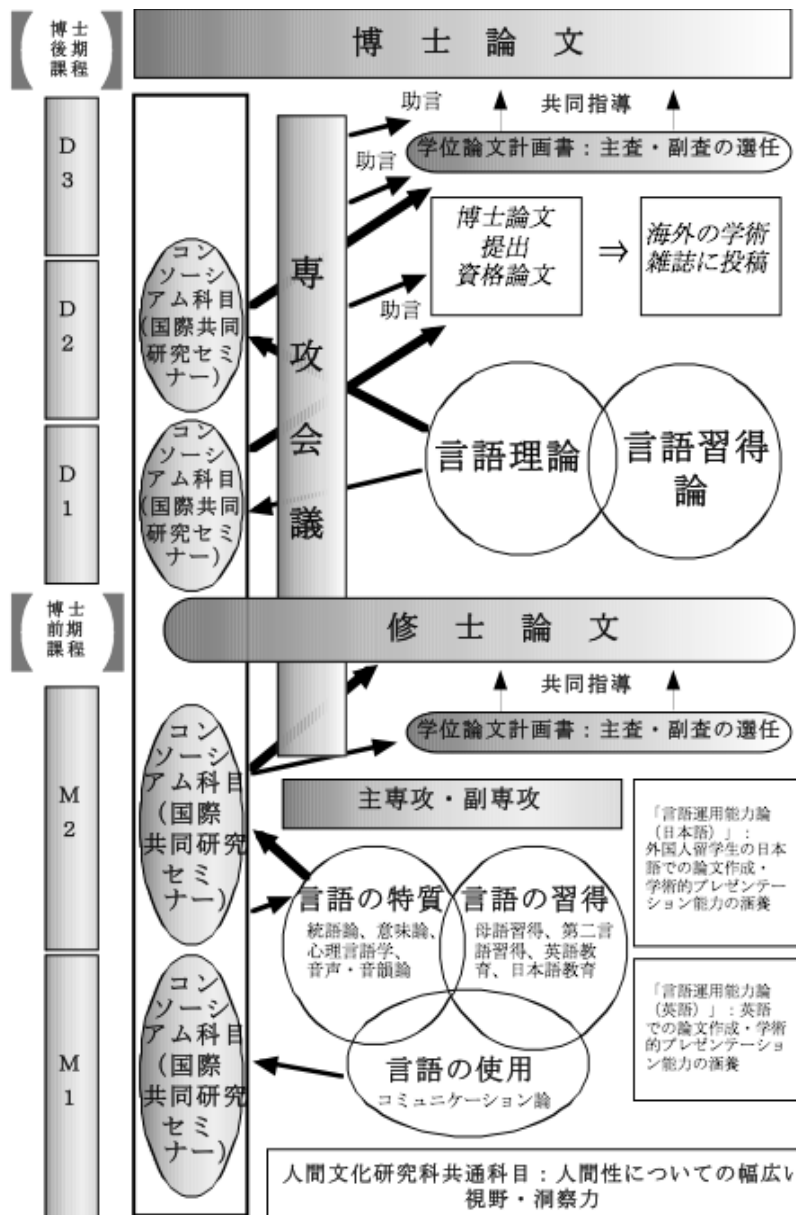 博士
後期
課程
博士論文
D
3
助言
共同指導
学位論文計画書：主査・副査の選任
助言
博士論文
提出
資格論文
⇒
海外の学術
雑誌に投稿
助言
専攻会議
D
2
コン
ソーシ
アム科目
(国際共同
研究セミ
ナー)
D
1
コン
ソーシ
アム科目
(国際共同
研究セミ
ナー)
言語理論
言語習得
論
博士
前期
課程
修士論文
共同指導
学位論文計画書：主査・副査の選任
M
2
コン
ソーシ
アム科目
(国際
共同研究
セミ
ナー)
主専攻・副専攻
言語の特質
統語論、意味論、
心理言語学、
音声・音韻論
言語の習得
母語習得、第二言
語習得、英語教
育、日本語教育
「言語運用能力論
（日本語）」：
外国人留学生の日本
語での論文作成・
学術的プレゼンテー
ション能力の涵養
M
1
コン
ソーシ
アム科目
(国際
共同研究
セミ
ナー)
言語の使用
コミュニケーション論
「言語運用能力論
（英語）」：英語
での論文作成・学術
的プレゼンテーショ
ン能力の涵養
人間文化研究科共通科目：人間性についての幅広い
視野・洞察力